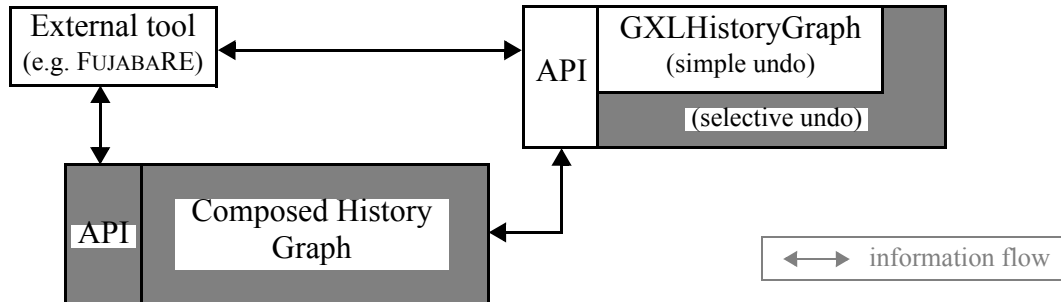 External tool
(e.g. FUJABARE)
API
GXLHistoryGraph
(simple undo)
(selective undo)
API
Composed History
Graph
information flow